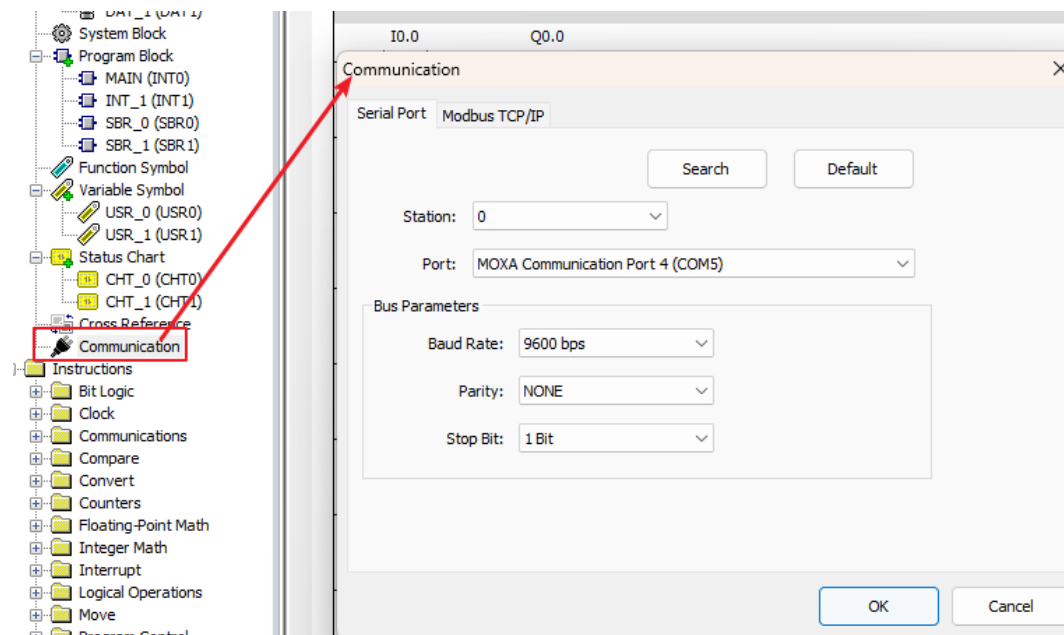 DAT_1 (DAT1)
System Block
Program Block
MAIN (INT0)
INT_1 (INT1)
SBR_0 (SBR0)
SBR_1 (SBR1)
Function Symbol
Variable Symbol
USR_0 (USR0)
USR_1 (USR1)
Status Chart
CHT_0 (CHT0)
CHT_1 (CHT1)
Cross Reference
Communication
Instructions
Bit Logic
Clock
Communications
Compare
Convert
Counters
Floating-Point Math
Integer Math
Interrupt
Logical Operations
Move
Program Control
I0.0 Q0.0
Communication
Serial Port Modbus TCP/IP
Search Default
Station: 0
Port: MOXA Communication Port 4 (COM5)
Bus Parameters
Baud Rate: 9600 bps
Parity: NONE
Stop Bit: 1 Bit
OK Cancel